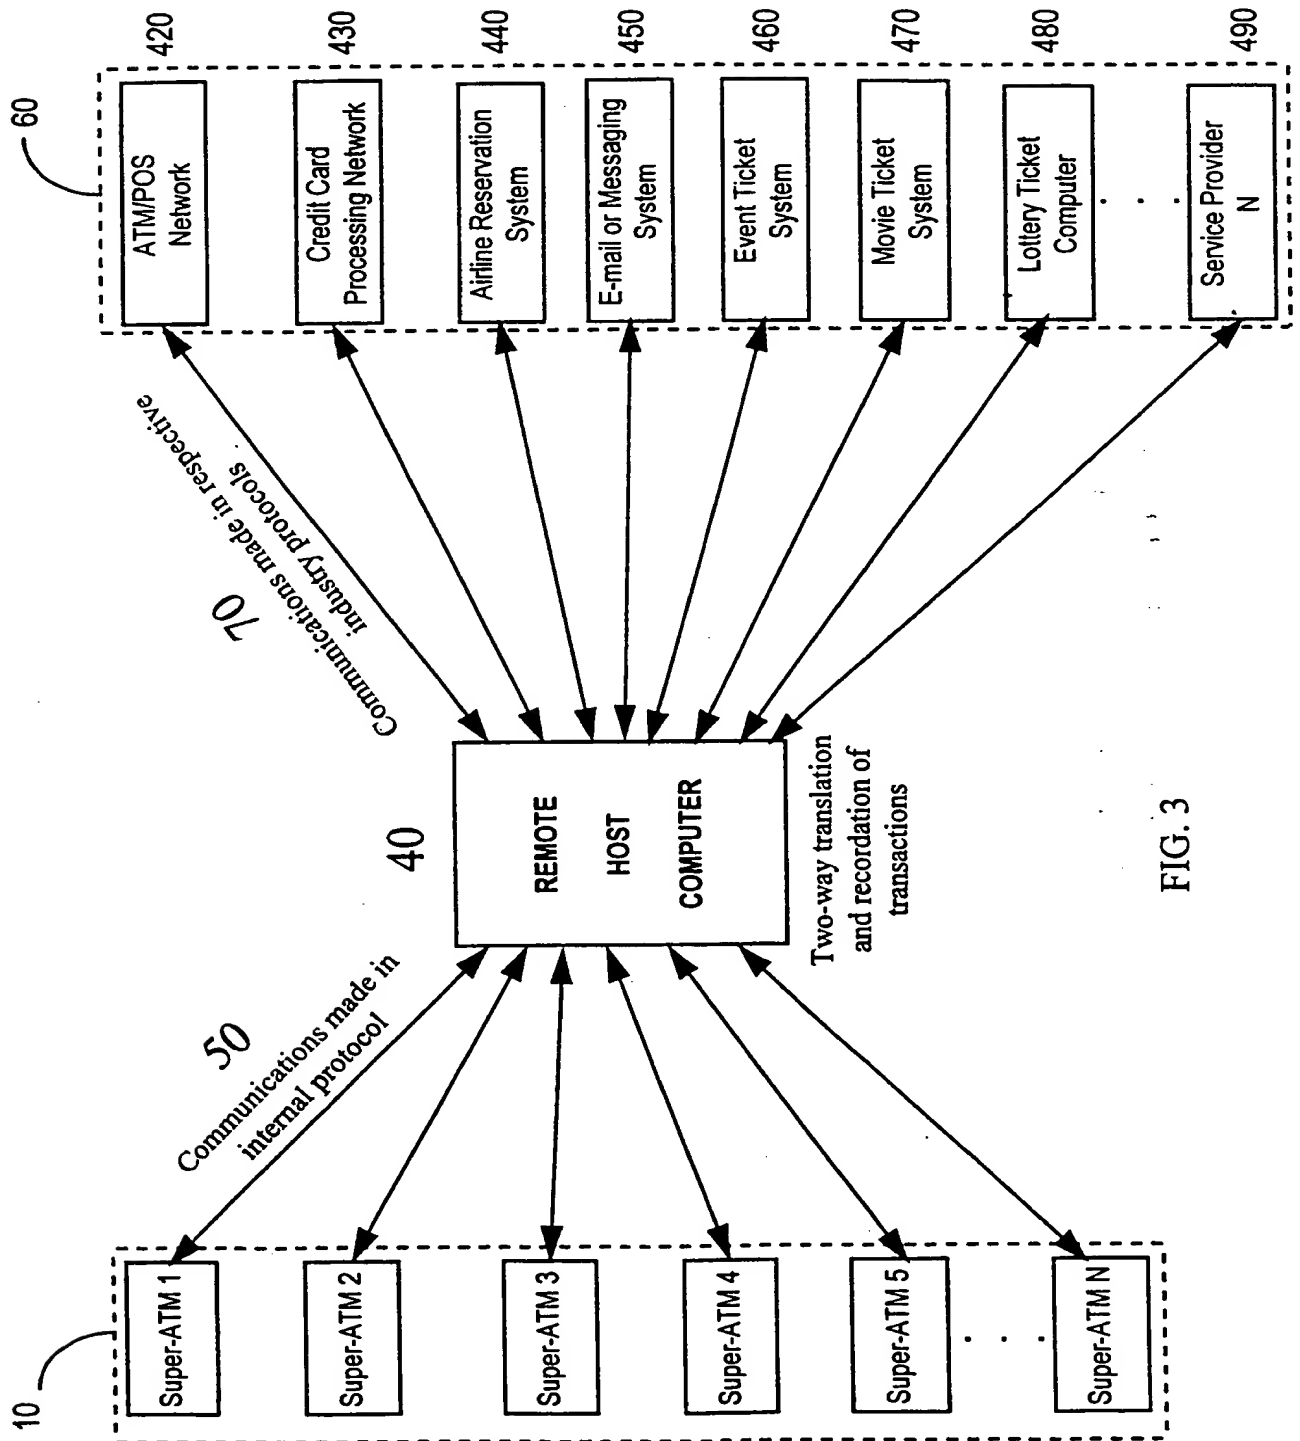 10
Super-ATM 1
Super-ATM 2
Super-ATM 3
Super-ATM 4
Super-ATM 5
. . .
Super-ATM N
50
Communications made in
internal protocol
40
REMOTE
HOST
COMPUTER
Two-way translation
and recordation of
transactions
70
Communications made in respective
industry protocols
60
ATM/POS
Network
420
Credit Card
Processing Network
430
Airline Reservation
System
440
E-mail or Messaging
System
450
Event Ticket
System
460
Movie Ticket
System
470
Lottery Ticket
Computer
480
. . .
Service Provider
N
490
FIG. 3